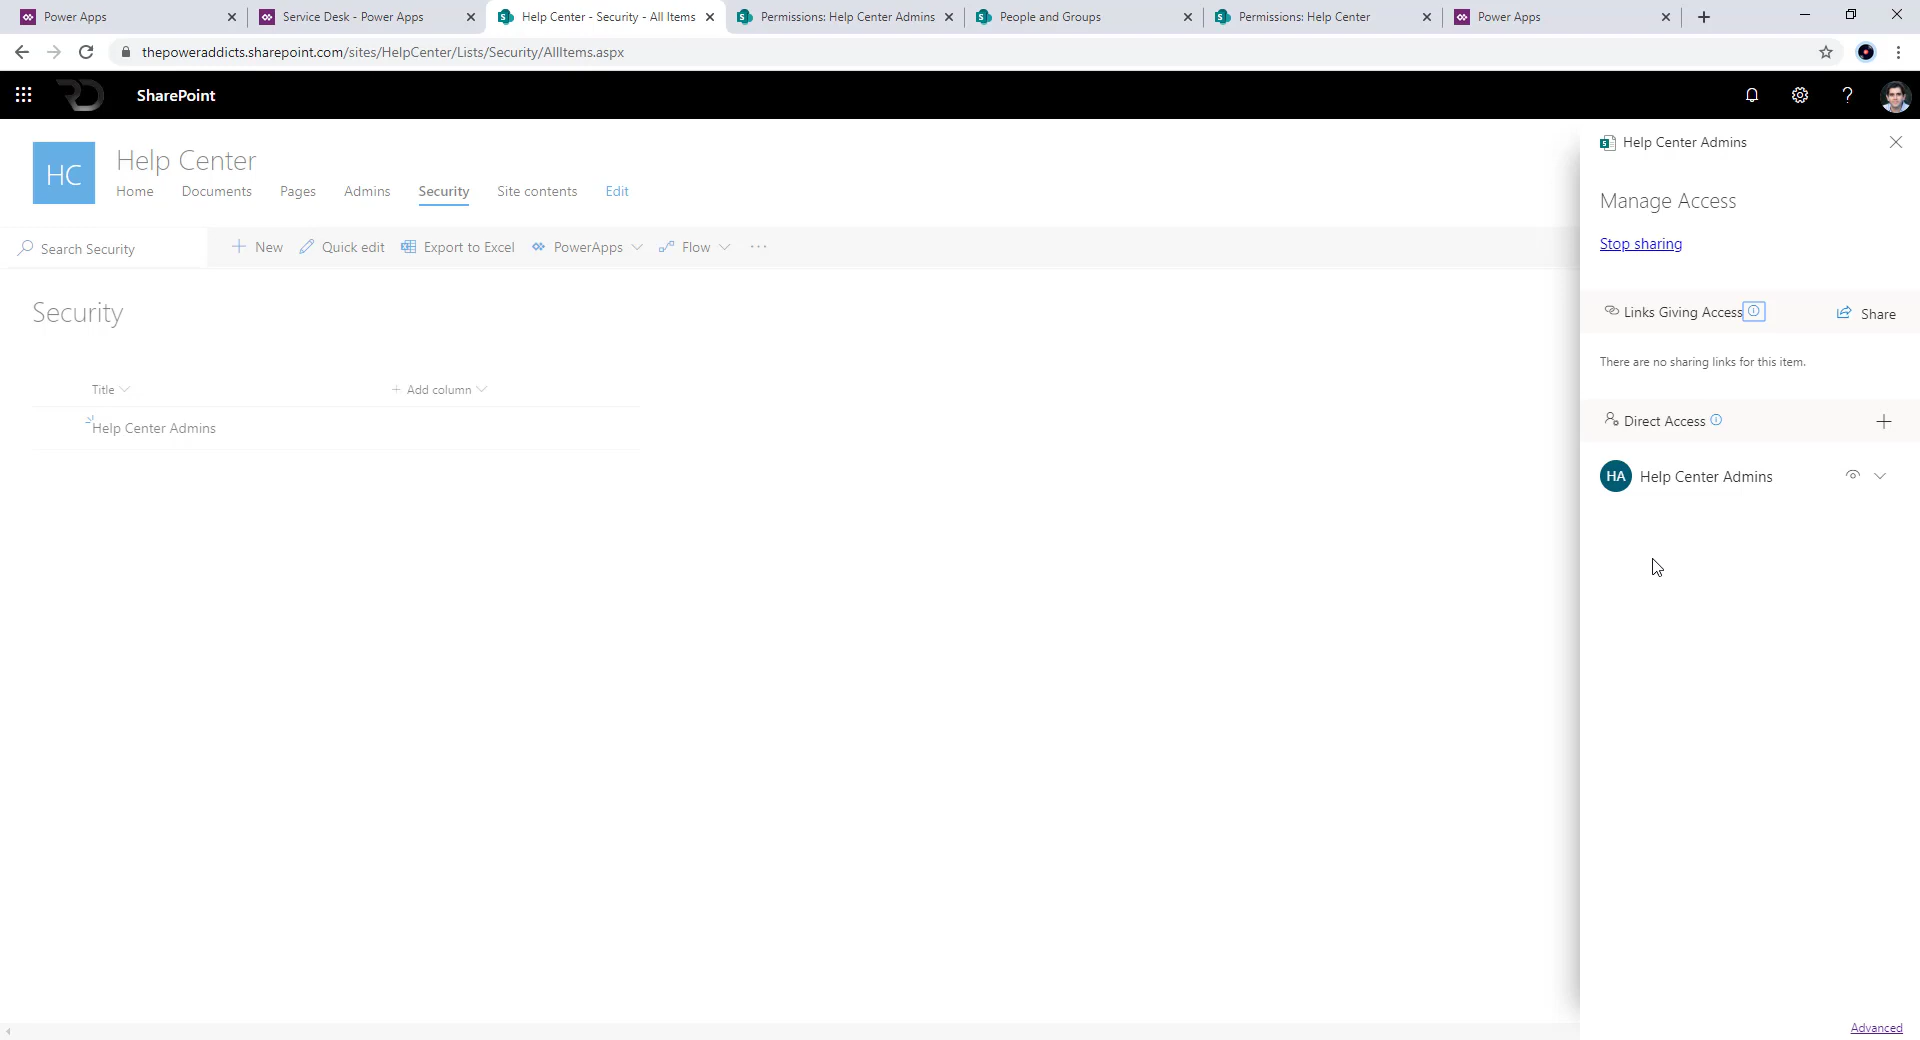 Power Apps
Service Desk - Power Apps
Help Center - Security - All Items
Permissions: Help Center Admins
People and Groups
Permissions: Help Center
Power Apps
thepoweraddicts.sharepoint.com/sites/HelpCenter/Lists/Security/AllItems.aspx
RD
SharePoint
?
HC
Help Center
Home
Documents
Pages
Admins
Security
Site contents
Edit
Search Security
New
Quick edit
Export to Excel
PowerApps
Flow
···
Security
Title
Add column
Help Center Admins
Help Center Admins
Manage Access
Stop sharing
Links Giving Access
Share
There are no sharing links for this item.
Direct Access
HA
Help Center Admins
Advanced